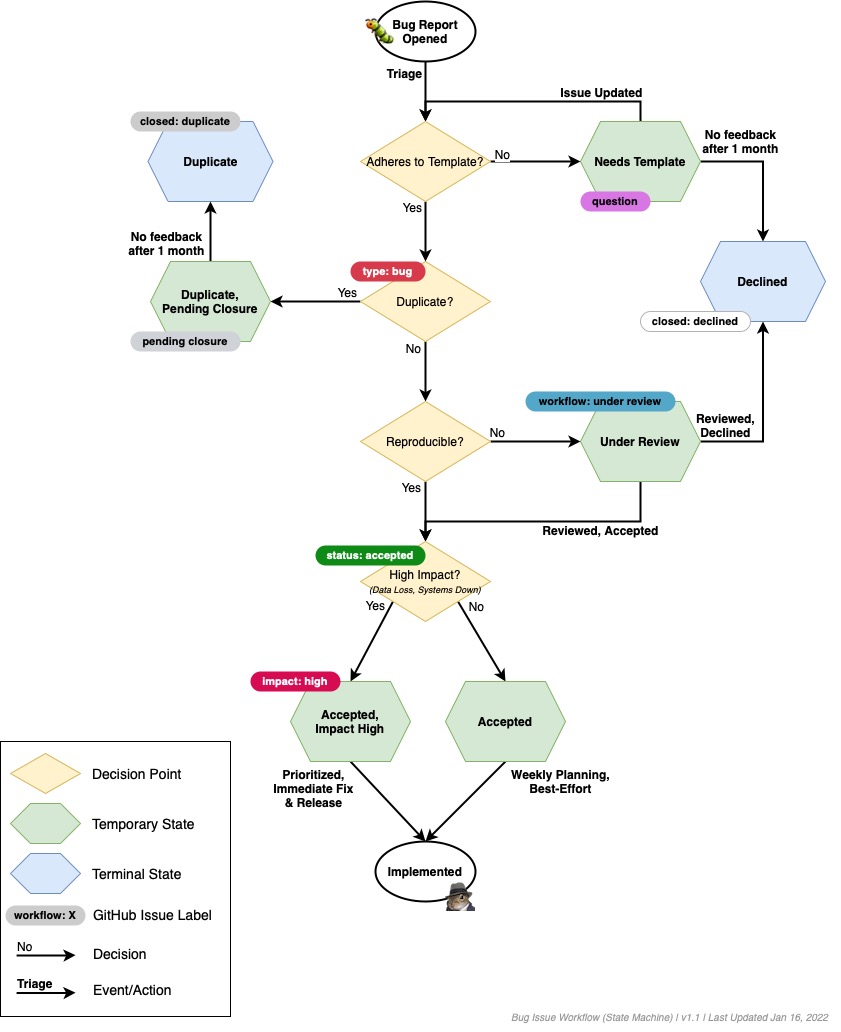 Bug Report
Opened
Triage
Issue Updated
closed: duplicate
Duplicate
Adheres to Template?
No
Needs Template
question
No feedback
after 1 month
Yes
No feedback
after 1 month
type: bug
Declined
closed: declined
Duplicate,
Pending Closure
pending closure
Yes
Duplicate?
No
workflow: under review
Reproducible?
No
Under Review
Reviewed,
Declined
Yes
Reviewed, Accepted
status: accepted
High Impact?
(Data Loss, Systems Down)
Yes
No
impact: high
Accepted,
Impact High
Accepted
Prioritized,
Immediate Fix
& Release
Weekly Planning,
Best-Effort
Implemented
Decision Point
Temporary State
Terminal State
workflow: X
GitHub Issue Label
No
Decision
Triage
Event/Action
Bug Issue Workflow (State Machine) | v1.1 | Last Updated Jan 16, 2022